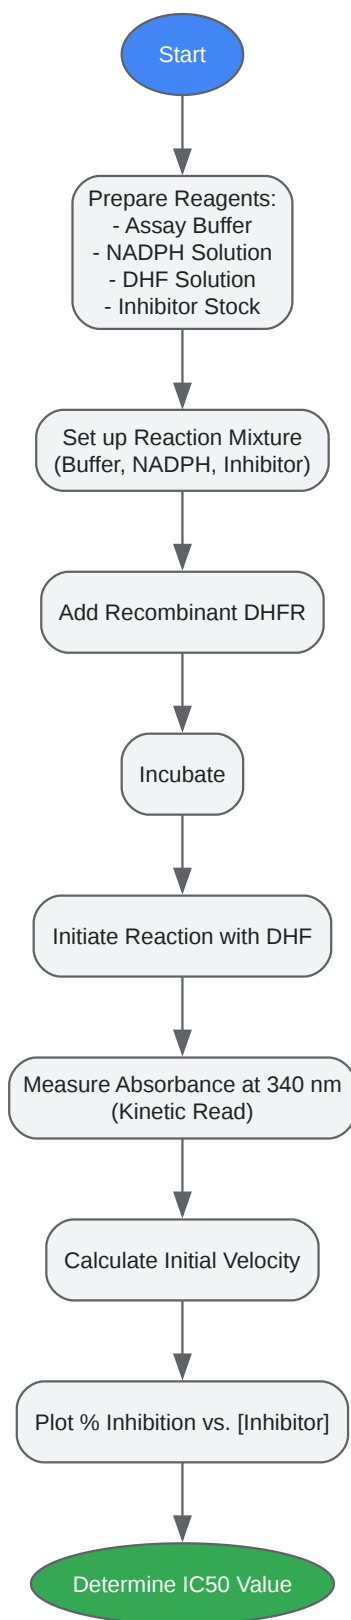 Start
Prepare Reagents:
- Assay Buffer
- NADPH Solution
- DHF Solution
- Inhibitor Stock
Set up Reaction Mixture
(Buffer, NADPH, Inhibitor)
Add Recombinant DHFR
Incubate
Initiate Reaction with DHF
Measure Absorbance at 340 nm
(Kinetic Read)
Calculate Initial Velocity
Plot % Inhibition vs. [Inhibitor]
Determine IC50 Value